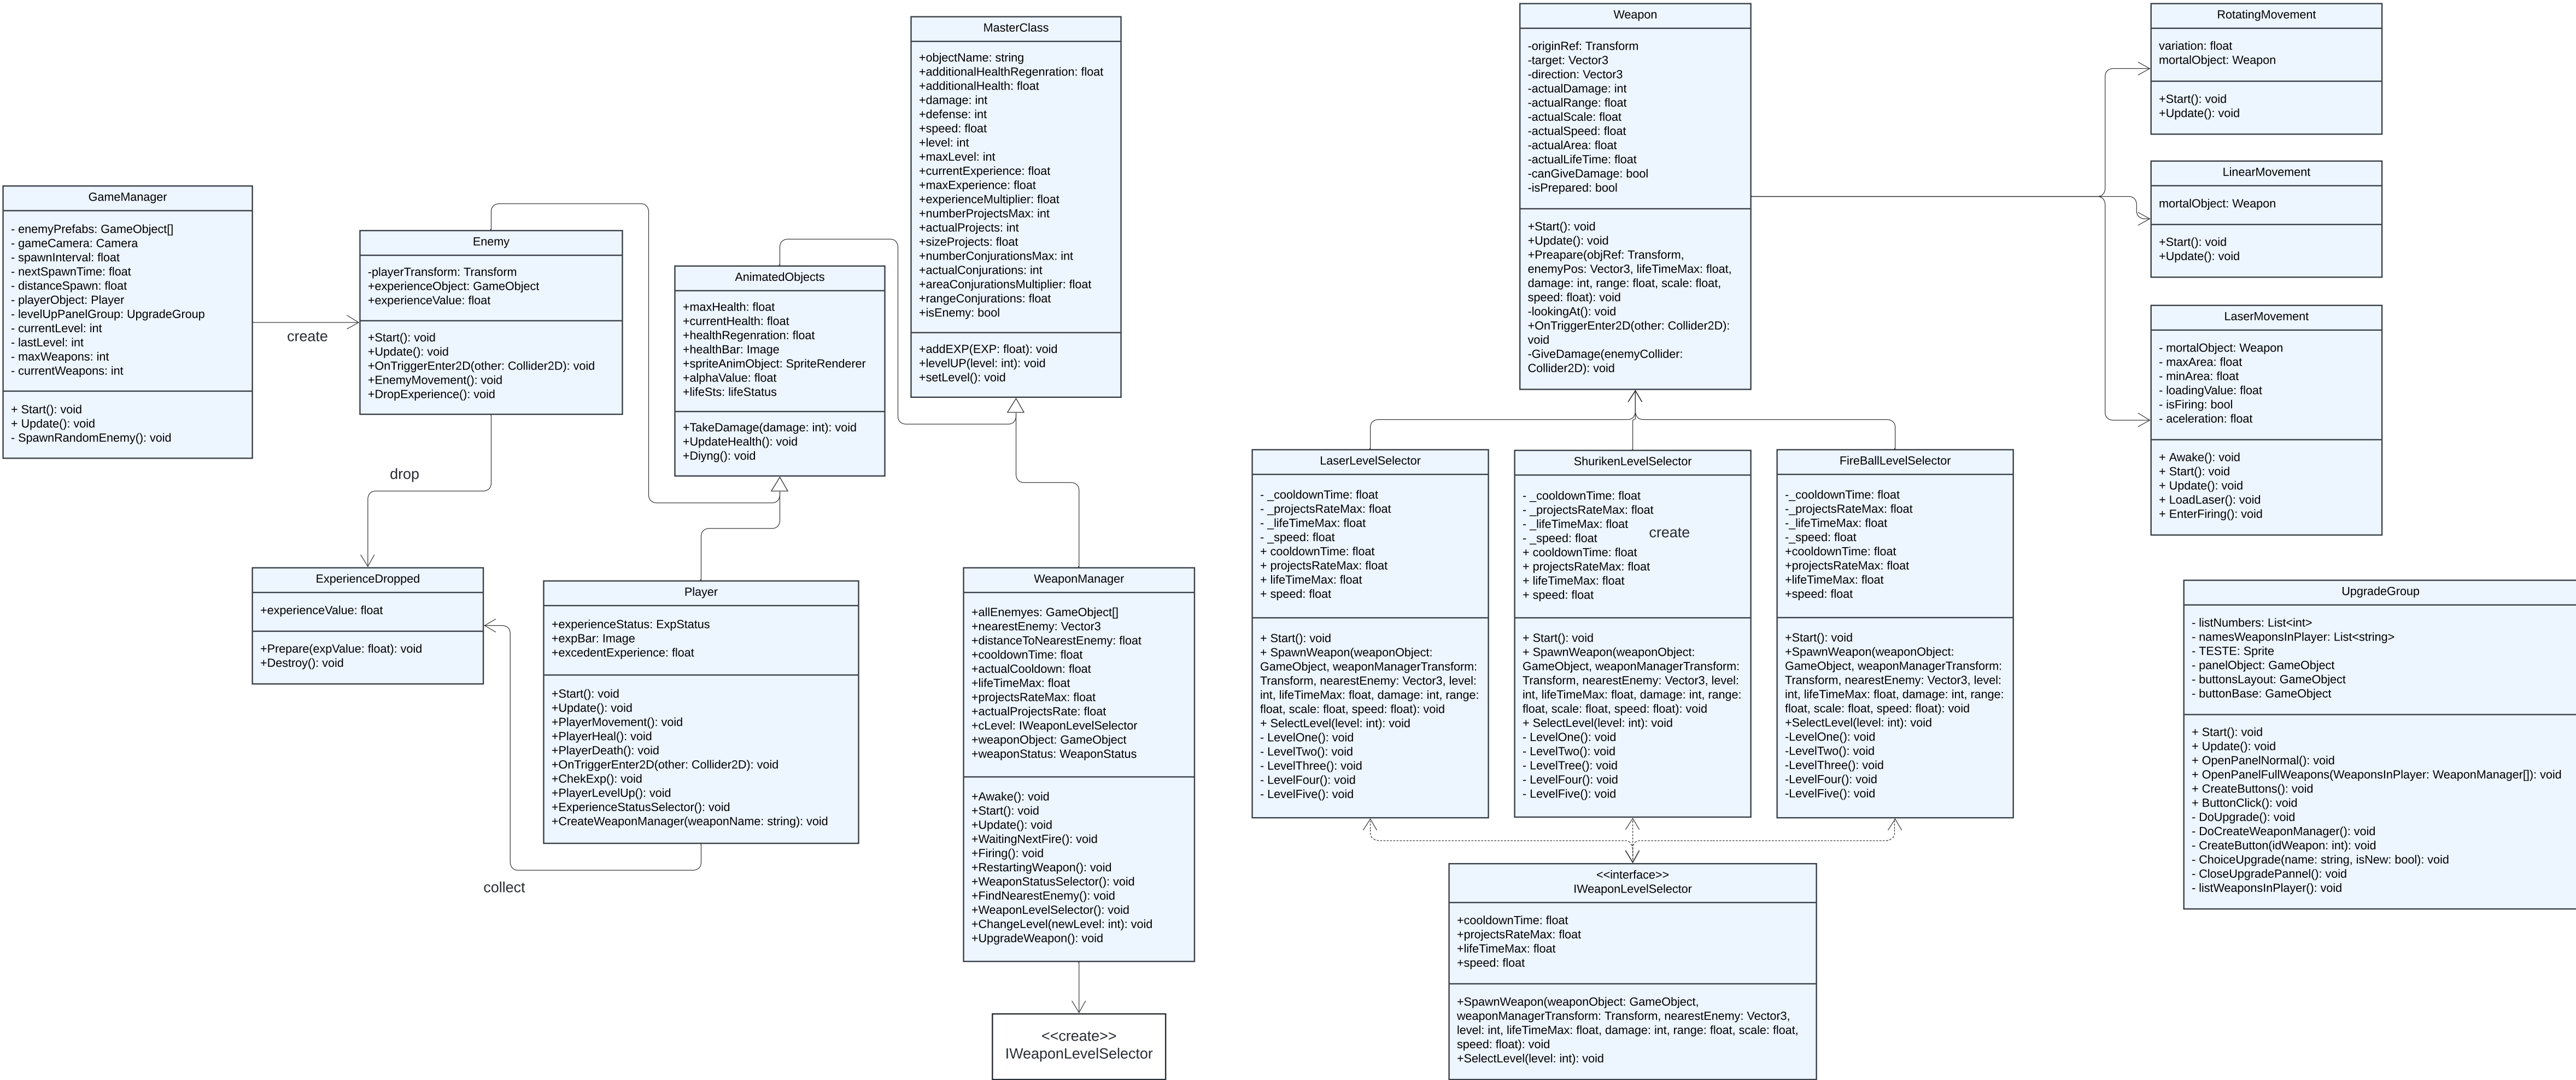 GameManager
- enemyPrefabs: GameObject[]
- gameCamera: Camera
- spawnInterval: float
- nextSpawnTime: float
- distanceSpawn: float
- playerObject: Player
- levelUpPanelGroup: UpgradeGroup
- currentLevel: int
- lastLevel: int
- maxWeapons: int
- currentWeapons: int
+ Start(): void
+ Update(): void
- SpawnRandomEnemy(): void
create
Enemy
-playerTransform: Transform
+experienceObject: GameObject
+experienceValue: float
+Start(): void
+Update(): void
+OnTriggerEnter2D(other: Collider2D): void
+EnemyMovement(): void
+DropExperience(): void
drop
ExperienceDropped
+experienceValue: float
+Prepare(expValue: float): void
+Destroy(): void
collect
AnimatedObjects
+maxHealth: float
+currentHealth: float
+healthRegenration: float
+healthBar: Image
+spriteAnimObject: SpriteRenderer
+alphaValue: float
+lifeSts: lifeStatus
+TakeDamage(damage: int): void
+UpdateHealth(): void
+Diyng(): void
Player
+experienceStatus: ExpStatus
+expBar: Image
+excedentExperience: float
+Start(): void
+Update(): void
+PlayerMovement(): void
+PlayerHeal(): void
+PlayerDeath(): void
+OnTriggerEnter2D(other: Collider2D): void
+ChekExp(): void
+PlayerLevelUp(): void
+ExperienceStatusSelector(): void
+CreateWeaponManager(weaponName: string): void
MasterClass
+objectName: string
+additionalHealthRegenration: float
+additionalHealth: float
+damage: int
+defense: int
+speed: float
+level: int
+maxLevel: int
+currentExperience: float
+maxExperience: float
+experienceMultiplier: float
+numberProjectsMax: int
+actualProjects: int
+sizeProjects: float
+numberConjurationsMax: int
+actualConjurations: int
+areaConjurationsMultiplier: float
+rangeConjurations: float
+isEnemy: bool
+addEXP(EXP: float): void
+levelUP(level: int): void
+setLevel(): void
WeaponManager
+allEnemyes: GameObject[]
+nearestEnemy: Vector3
+distanceToNearestEnemy: float
+cooldownTime: float
+actualCooldown: float
+lifeTimeMax: float
+projectsRateMax: float
+actualProjectsRate: float
+cLevel: IWeaponLevelSelector
+weaponObject: GameObject
+weaponStatus: WeaponStatus
+Awake(): void
+Start(): void
+Update(): void
+WaitingNextFire(): void
+Firing(): void
+RestartingWeapon(): void
+WeaponStatusSelector(): void
+FindNearestEnemy(): void
+WeaponLevelSelector(): void
+ChangeLevel(newLevel: int): void
+UpgradeWeapon(): void
<<create>>
IWeaponLevelSelector
Weapon
-originRef: Transform
-target: Vector3
-direction: Vector3
-actualDamage: int
-actualRange: float
-actualScale: float
-actualSpeed: float
-actualArea: float
-actualLifeTime: float
-canGiveDamage: bool
-isPrepared: bool
+Start(): void
+Update(): void
+Preapare(objRef: Transform,
enemyPos: Vector3, lifeTimeMax: float,
damage: int, range: float, scale: float,
speed: float): void
-lookingAt(): void
+OnTriggerEnter2D(other: Collider2D):
void
-GiveDamage(enemyCollider:
Collider2D): void
LaserLevelSelector
- _cooldownTime: float
- _projectsRateMax: float
- _lifeTimeMax: float
- _speed: float
+ cooldownTime: float
+ projectsRateMax: float
+ lifeTimeMax: float
+ speed: float
+ Start(): void
+ SpawnWeapon(weaponObject:
GameObject, weaponManagerTransform:
Transform, nearestEnemy: Vector3, level:
int, lifeTimeMax: float, damage: int, range:
float, scale: float, speed: float): void
+ SelectLevel(level: int): void
- LevelOne(): void
- LevelTwo(): void
- LevelThree(): void
- LevelFour(): void
- LevelFive(): void
ShurikenLevelSelector
- _cooldownTime: float
- _projectsRateMax: float
- _lifeTimeMax: float
- _speed: float
+ cooldownTime: float
+ projectsRateMax: float
+ lifeTimeMax: float
+ speed: float
create
+ Start(): void
+ SpawnWeapon(weaponObject:
GameObject, weaponManagerTransform:
Transform, nearestEnemy: Vector3, level:
int, lifeTimeMax: float, damage: int, range:
float, scale: float, speed: float): void
+ SelectLevel(level: int): void
- LevelOne(): void
- LevelTwo(): void
- LevelTree(): void
- LevelFour(): void
- LevelFive(): void
FireBallLevelSelector
-_cooldownTime: float
-_projectsRateMax: float
-_lifeTimeMax: float
-_speed: float
+cooldownTime: float
+projectsRateMax: float
+lifeTimeMax: float
+speed: float
+Start(): void
+SpawnWeapon(weaponObject:
GameObject, weaponManagerTransform:
Transform, nearestEnemy: Vector3, level:
int, lifeTimeMax: float, damage: int, range:
float, scale: float, speed: float): void
+SelectLevel(level: int): void
-LevelOne(): void
-LevelTwo(): void
-LevelThree(): void
-LevelFour(): void
-LevelFive(): void
<<interface>>
IWeaponLevelSelector
+cooldownTime: float
+projectsRateMax: float
+lifeTimeMax: float
+speed: float
+SpawnWeapon(weaponObject: GameObject,
weaponManagerTransform: Transform, nearestEnemy: Vector3,
level: int, lifeTimeMax: float, damage: int, range: float, scale: float,
speed: float): void
+SelectLevel(level: int): void
RotatingMovement
variation: float
mortalObject: Weapon
+Start(): void
+Update(): void
LinearMovement
mortalObject: Weapon
+Start(): void
+Update(): void
LaserMovement
- mortalObject: Weapon
- maxArea: float
- minArea: float
- loadingValue: float
- isFiring: bool
- aceleration: float
+ Awake(): void
+ Start(): void
+ Update(): void
+ LoadLaser(): void
+ EnterFiring(): void
UpgradeGroup
- listNumbers: List<int>
- namesWeaponsInPlayer: List<string>
- TESTE: Sprite
- panelObject: GameObject
- buttonsLayout: GameObject
- buttonBase: GameObject
+ Start(): void
+ Update(): void
+ OpenPanelNormal(): void
+ OpenPanelFullWeapons(WeaponsInPlayer: WeaponManager[]): void
+ CreateButtons(): void
+ ButtonClick(): void
- DoUpgrade(): void
- DoCreateWeaponManager(): void
- CreateButton(idWeapon: int): void
- ChoiceUpgrade(name: string, isNew: bool): void
- CloseUpgradePannel(): void
- listWeaponsInPlayer(): void